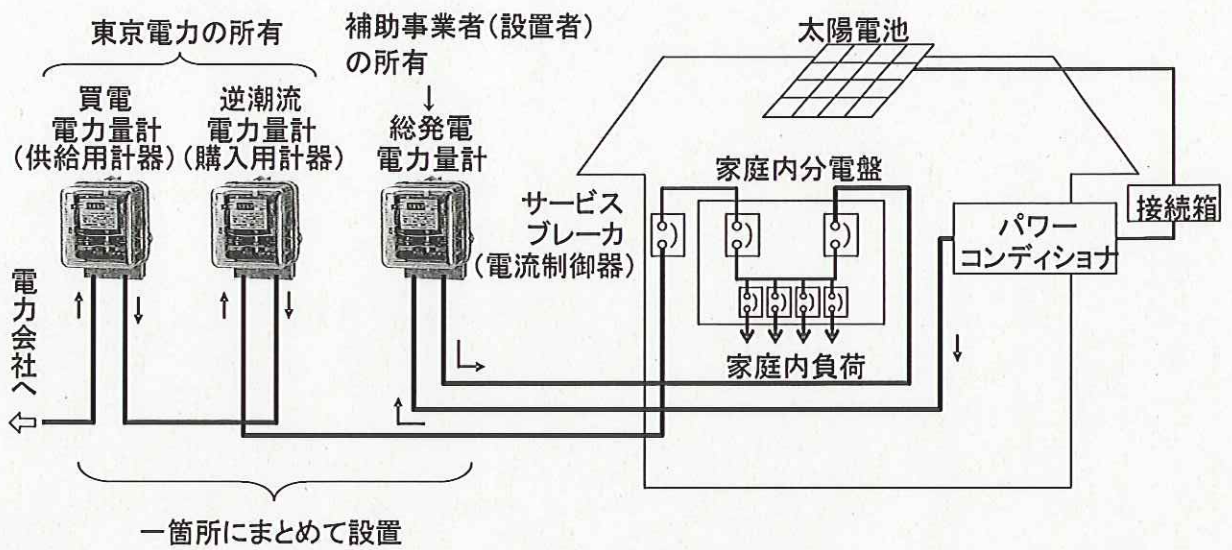 東京電力の所有
買電
電力量計
(供給用計器)
逆潮流
電力量計
(購入用計器)
補助事業者(設置者)
の所有
↓
総発電
電力量計
電力会社へ
一箇所にまとめて設置
サービス
ブレーカ
(電流制御器)
太陽電池
家庭内分電盤
家庭内負荷
パワー
コンディショナ
接続箱